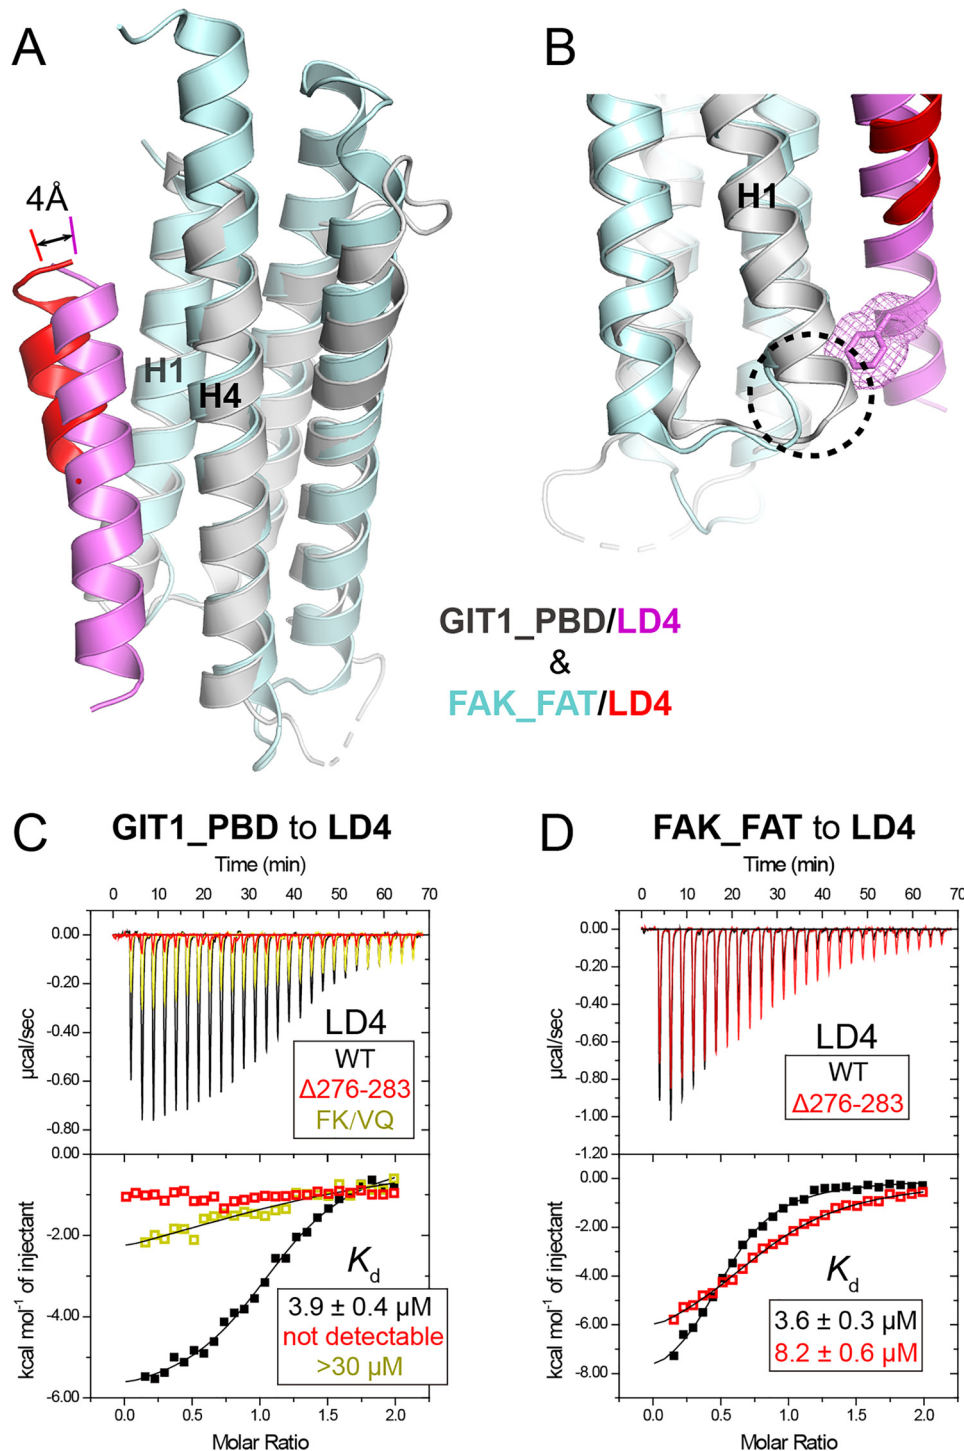 A
B
4Å
H1
H4
H1
GIT1_PBD/LD4
&
FAK_FAT/LD4
C
GIT1_PBD to LD4
Time (min)
0 10 20 30 40 50 60 70
0.00
-0.20
-0.40
-0.60
-0.80
µcal/sec
LD4
WT
Δ276-283
FK/VQ
0.00
-2.00
-4.00
-6.00
kcal mol⁻¹ of injectant
Kd
3.9 ± 0.4 µM
not detectable
>30 µM
0.0 0.5 1.0 1.5 2.0
Molar Ratio
D
FAK_FAT to LD4
Time (min)
0 10 20 30 40 50 60 70
0.00
-0.20
-0.40
-0.60
-0.80
-1.00
-1.20
µcal/sec
LD4
WT
Δ276-283
0.00
-2.00
-4.00
-6.00
-8.00
kcal mol⁻¹ of injectant
Kd
3.6 ± 0.3 µM
8.2 ± 0.6 µM
0.0 0.5 1.0 1.5 2.0
Molar Ratio